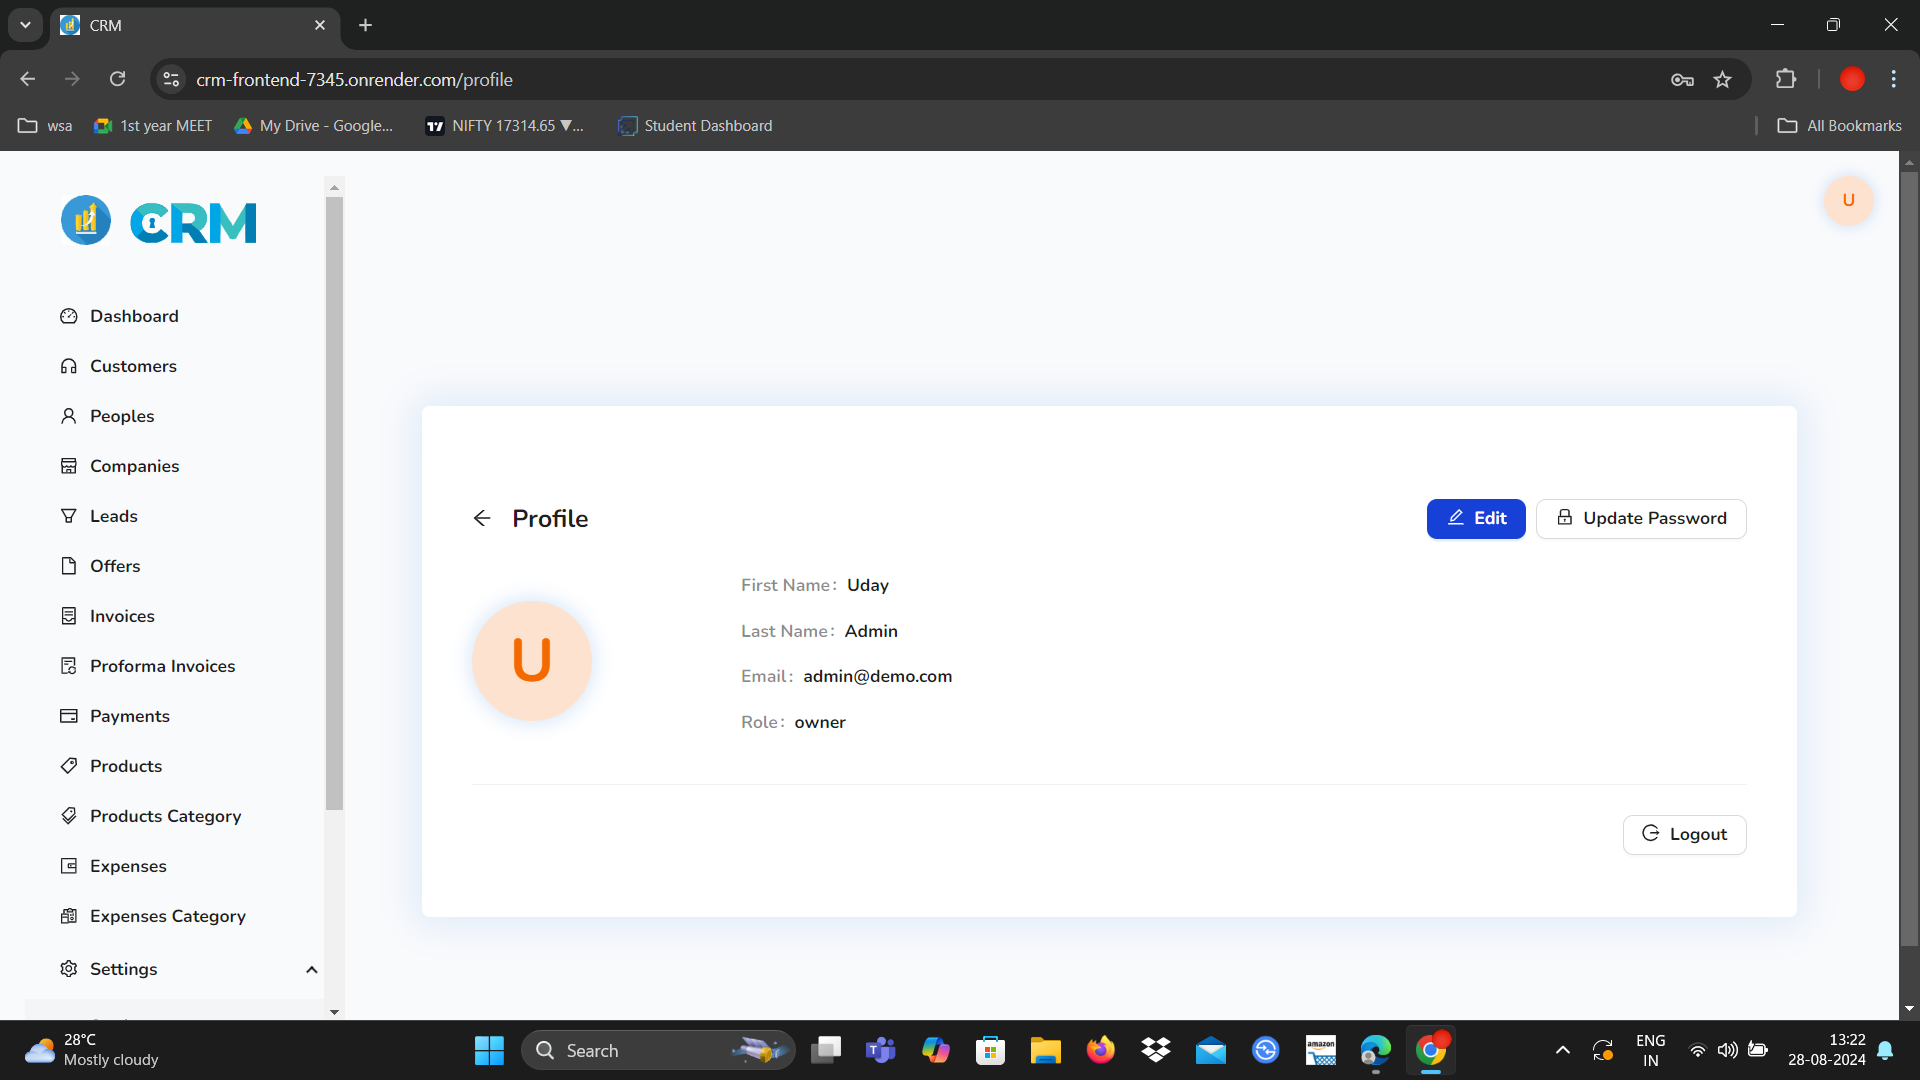 CRM
crm-frontend-7345.onrender.com/profile
wsa
1st year MEET
My Drive - Google...
NIFTY 17314.65 ▼...
Student Dashboard
All Bookmarks
CRM
U
Dashboard
Customers
Peoples
Companies
Leads
Offers
Invoices
Proforma Invoices
Payments
Products
Products Category
Expenses
Expenses Category
Settings
Profile
Edit
Update Password
U
First Name: Uday
Last Name: Admin
Email: admin@demo.com
Role: owner
Logout
28°C
Mostly cloudy
Search
amazon
ENG
IN
13:22
28-08-2024